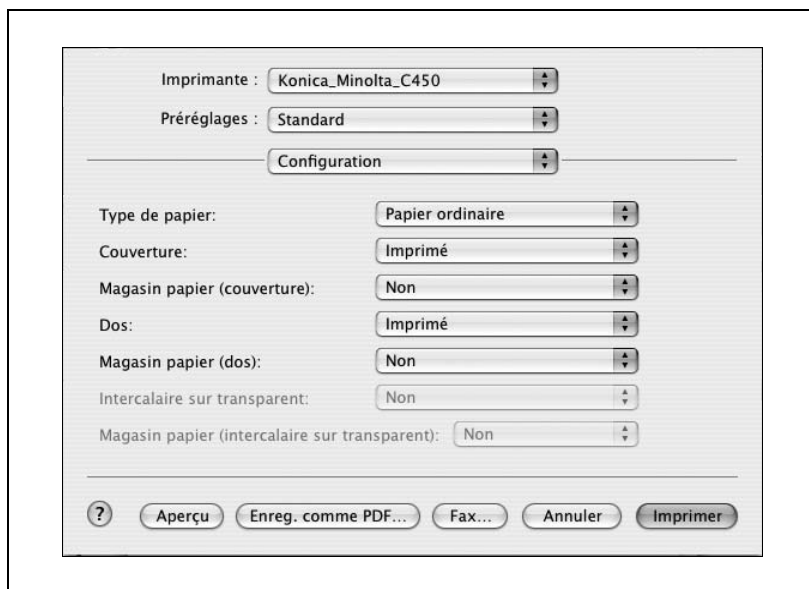 Imprimante : Konica_Minolta_C450
Préréglages : Standard
Configuration
Type de papier: Papier ordinaire
Couverture: Imprimé
Magasin papier (couverture): Non
Dos: Imprimé
Magasin papier (dos): Non
Intercalaire sur transparent: Non
Magasin papier (intercalaire sur transparent): Non
? Aperçu Enreg. comme PDF... Fax... Annuler Imprimer